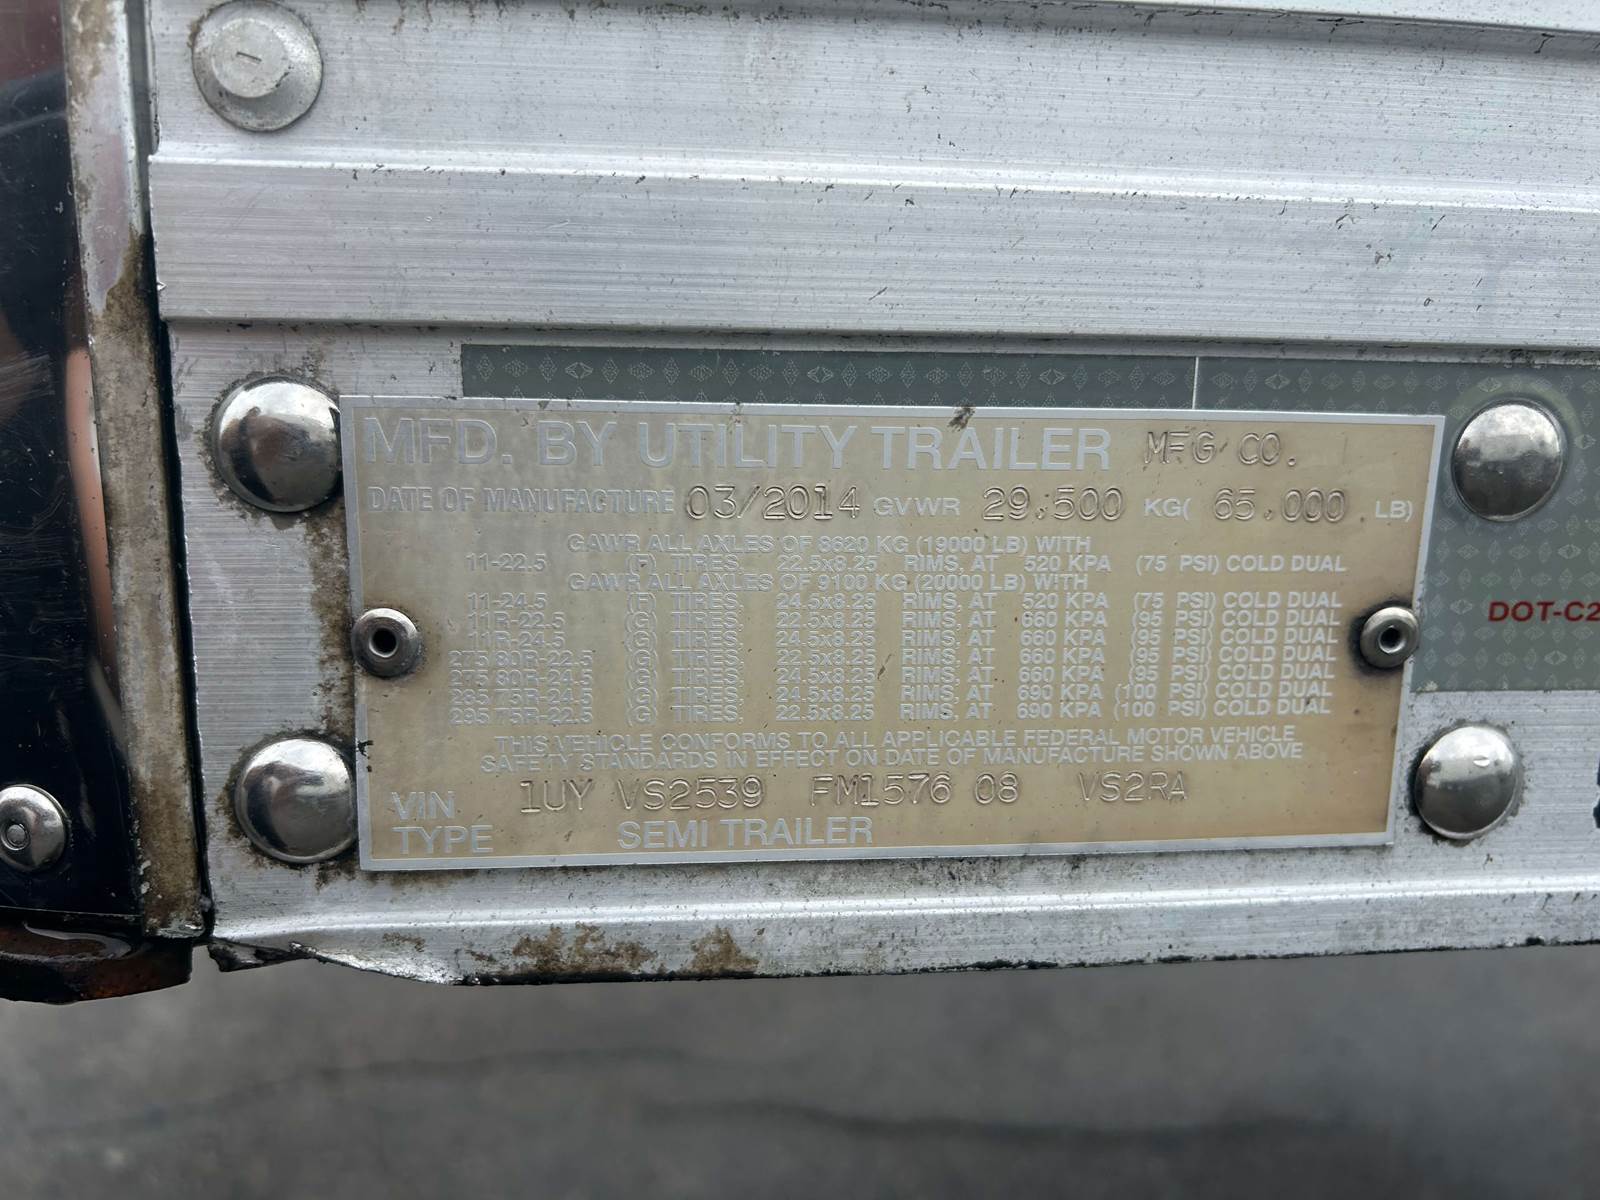 MFD. BY UTILITY TRAILER MFG CO.
DATE OF MANUFACTURE 03/2014 GVWR 29,500 KG( 65,000 LB)
GAWR ALL AXLES OF 8620 KG (19000 LB) WITH
11-22.5 (F) TIRES, 22.5x8.25 RIMS, AT 520 KPA (75 PSI) COLD DUAL
GAWR ALL AXLES OF 9100 KG (20000 LB) WITH
11-24.5 (F) TIRES, 24.5x8.25 RIMS, AT 520 KPA (75 PSI) COLD DUAL
11R-22.5 (G) TIRES, 22.5x8.25 RIMS, AT 660 KPA (95 PSI) COLD DUAL
11R-24.5 (G) TIRES, 24.5x8.25 RIMS, AT 660 KPA (95 PSI) COLD DUAL
275/80R-22.5 (G) TIRES, 22.5x8.25 RIMS, AT 660 KPA (95 PSI) COLD DUAL
275/80R-24.5 (G) TIRES, 24.5x8.25 RIMS, AT 660 KPA (95 PSI) COLD DUAL
285/75R-24.5 (G) TIRES, 24.5x8.25 RIMS, AT 690 KPA (100 PSI) COLD DUAL
295/75R-22.5 (G) TIRES, 22.5x8.25 RIMS, AT 690 KPA (100 PSI) COLD DUAL
THIS VEHICLE CONFORMS TO ALL APPLICABLE FEDERAL MOTOR VEHICLE
SAFETY STANDARDS IN EFFECT ON DATE OF MANUFACTURE SHOWN ABOVE
VIN 1UY VS2539 FM1576 08 VS2RA
TYPE SEMI TRAILER
DOT-C2